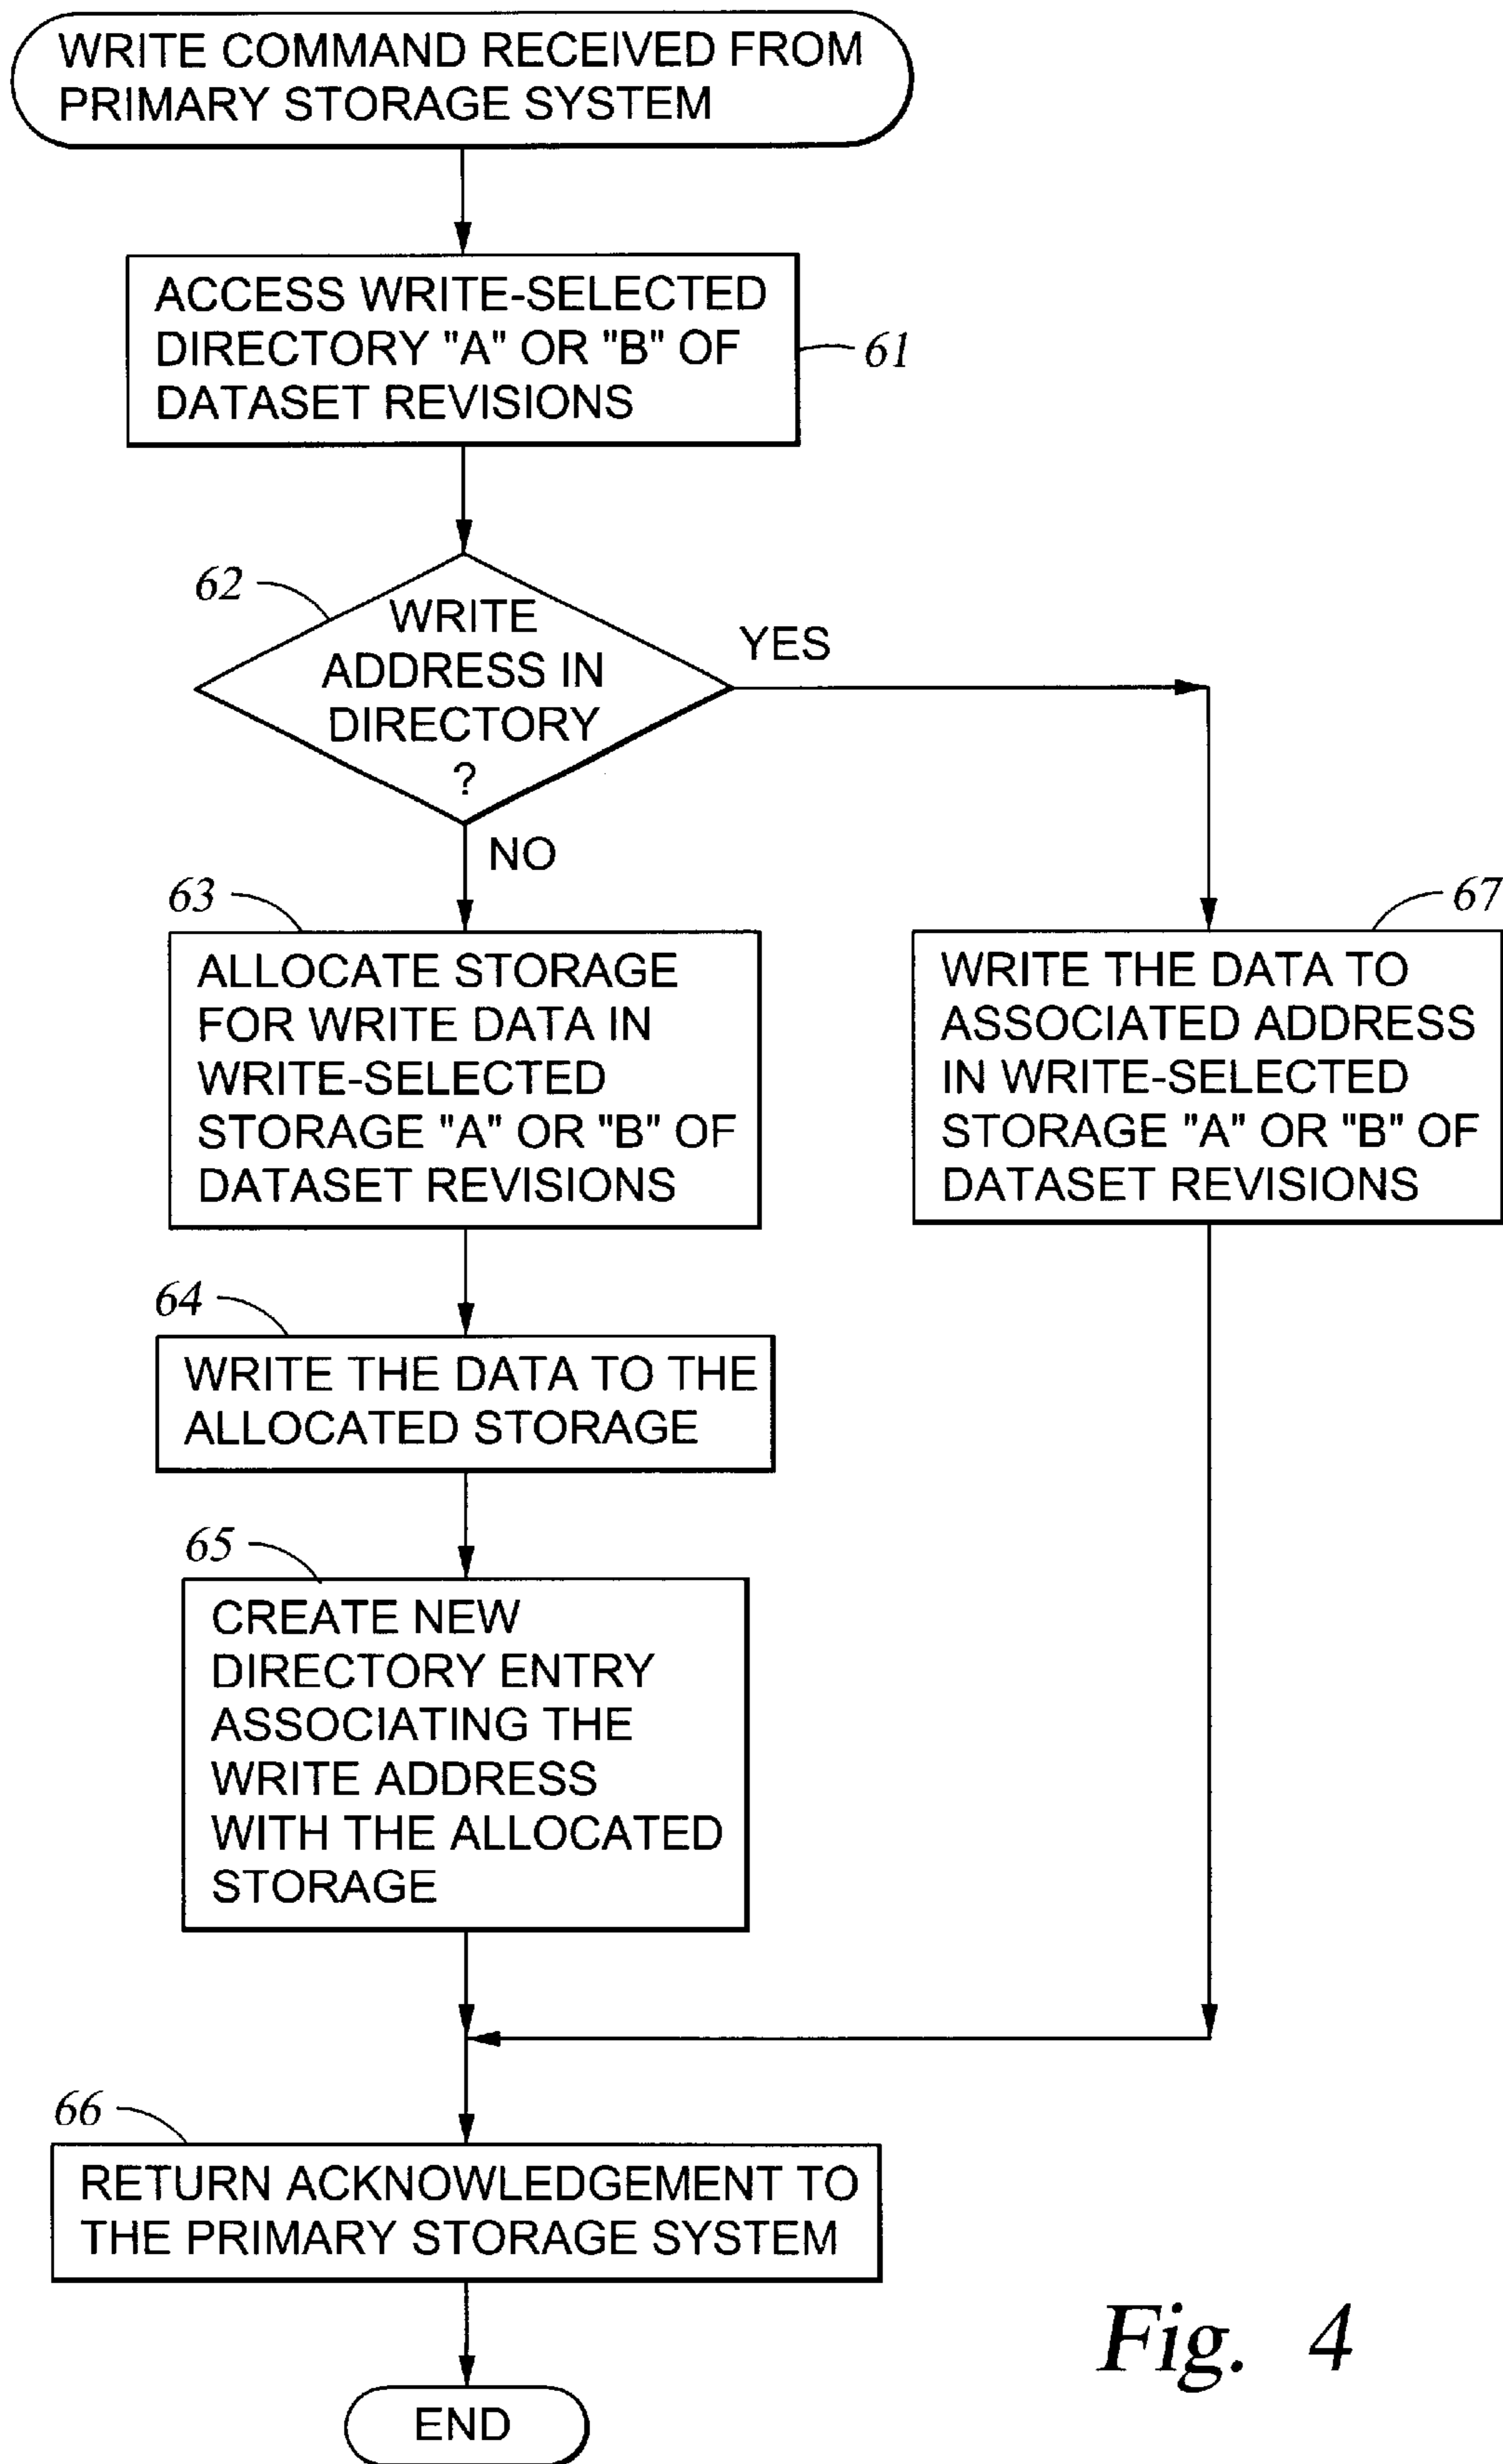 WRITE COMMAND RECEIVED FROM
PRIMARY STORAGE SYSTEM
ACCESS WRITE-SELECTED
DIRECTORY "A" OR "B" OF
DATASET REVISIONS
61
62
WRITE
ADDRESS IN
DIRECTORY
?
YES
NO
63
ALLOCATE STORAGE
FOR WRITE DATA IN
WRITE-SELECTED
STORAGE "A" OR "B" OF
DATASET REVISIONS
67
WRITE THE DATA TO
ASSOCIATED ADDRESS
IN WRITE-SELECTED
STORAGE "A" OR "B" OF
DATASET REVISIONS
64
WRITE THE DATA TO THE
ALLOCATED STORAGE
65
CREATE NEW
DIRECTORY ENTRY
ASSOCIATING THE
WRITE ADDRESS
WITH THE ALLOCATED
STORAGE
66
RETURN ACKNOWLEDGEMENT TO
THE PRIMARY STORAGE SYSTEM
END
Fig. 4